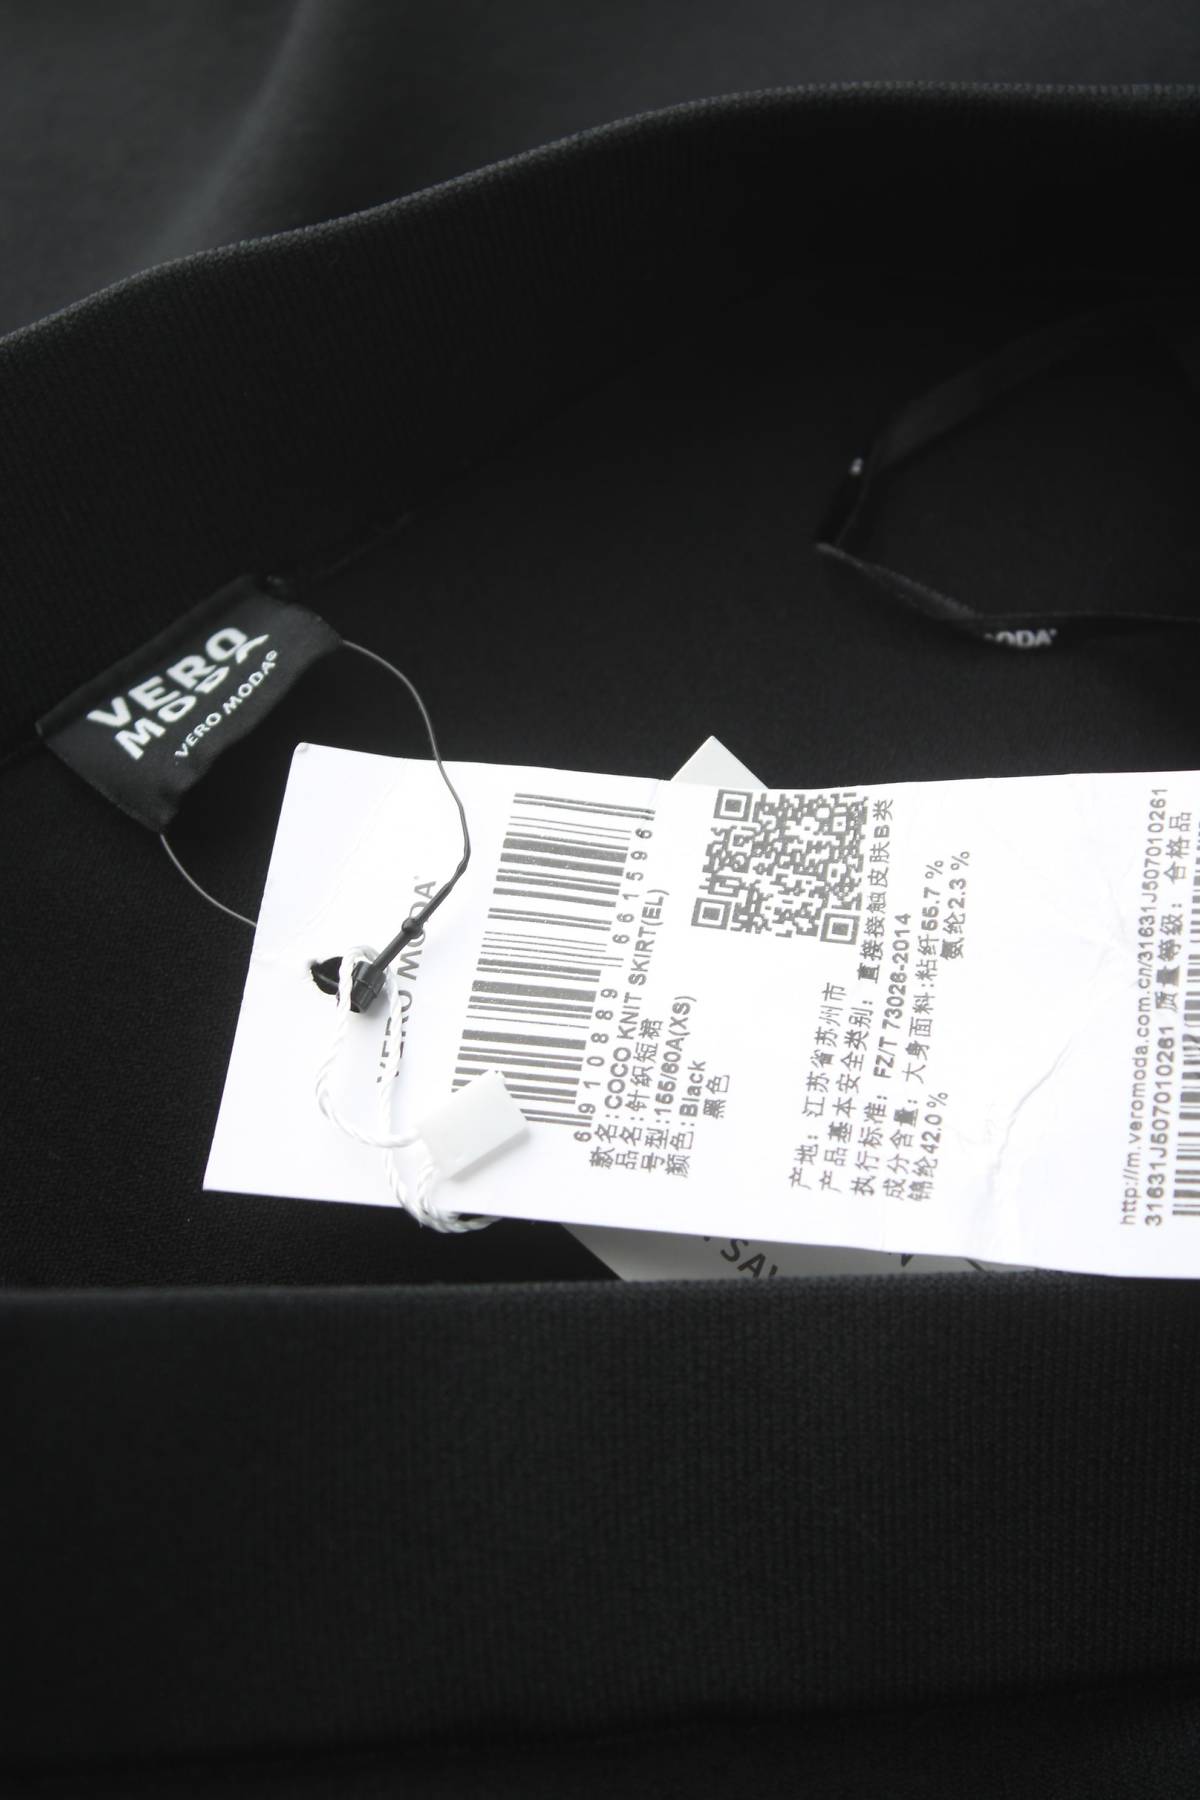 VERO
MODA
VERO MODA®
MODA®
VERO MODA®
6 910889 661596
款名:COCO KNIT SKIRT(EL)
品名:针织短裙
号型:155/60A(XS)
颜色:Black
黑色
产地：江苏省苏州市
产品基本安全类别：直接接触皮肤B类
执行标准：FZ/T 73026-2014
成分含量：大身面料:粘纤55.7 %
锦纶42.0 % 氨纶2.3 %
http://m.veromoda.com.cn/31631J507010261
31631J507010261 质量等级：合格品